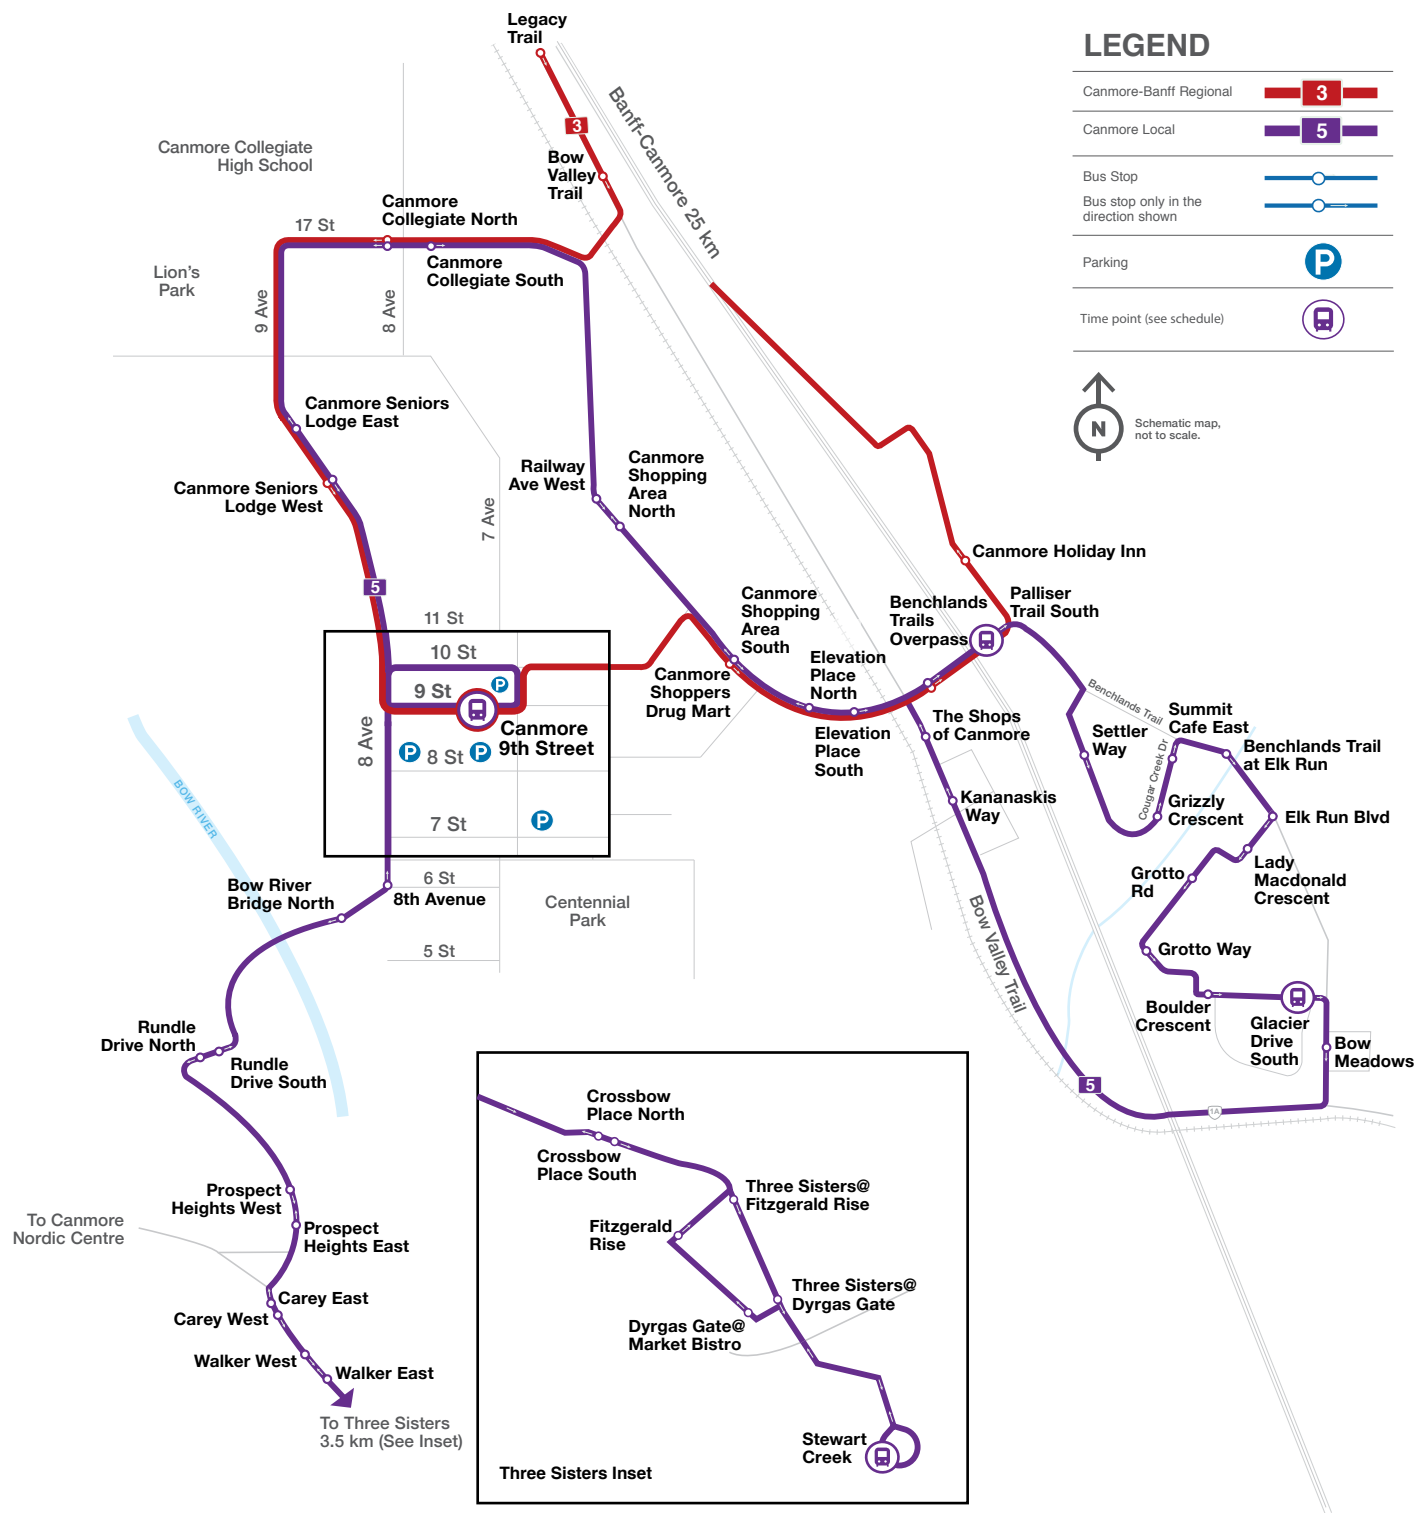 Legacy
Trail
LEGEND
Canmore-Banff Regional
3
Canmore Local
5
Bus Stop
Bus stop only in the
direction shown
Parking
P
Time point (see schedule)
N
Schematic map,
not to scale.
Banff-Canmore 25 km
3
Bow
Valley
Trail
Canmore Collegiate
High School
Canmore
Collegiate North
17 St
Canmore
Collegiate South
Lion's
Park
9 Ave
8 Ave
Canmore Seniors
Lodge East
Canmore Seniors
Lodge West
Railway
Ave West
Canmore
Shopping
Area
North
7 Ave
5
11 St
10 St
9 St
P
Canmore
9th Street
8 Ave
P
8 St
P
7 St
P
Canmore Holiday Inn
Palliser
Trail South
Benchlands
Trails
Overpass
Canmore
Shopping
Area
South
Canmore
Shoppers
Drug Mart
Elevation
Place
North
Elevation
Place
South
The Shops
of Canmore
Kananaskis
Way
Benchlands Trail
Settler
Way
Summit
Cafe East
Cougar Creek Dr
Benchlands Trail
at Elk Run
Grizzly
Crescent
Elk Run Blvd
Lady
Macdonald
Crescent
Grotto
Rd
Grotto Way
Boulder
Crescent
Glacier
Drive
South
Bow
Meadows
Bow Valley Trail
5
1A
BOW RIVER
Bow River
Bridge North
6 St
8th Avenue
5 St
Centennial
Park
Rundle
Drive North
Rundle
Drive South
Prospect
Heights West
Prospect
Heights East
To Canmore
Nordic Centre
Carey East
Carey West
Walker West
Walker East
To Three Sisters
3.5 km (See Inset)
Crossbow
Place North
Crossbow
Place South
Three Sisters@
Fitzgerald Rise
Fitzgerald
Rise
Three Sisters@
Dyrgas Gate
Dyrgas Gate@
Market Bistro
Stewart
Creek
Three Sisters Inset